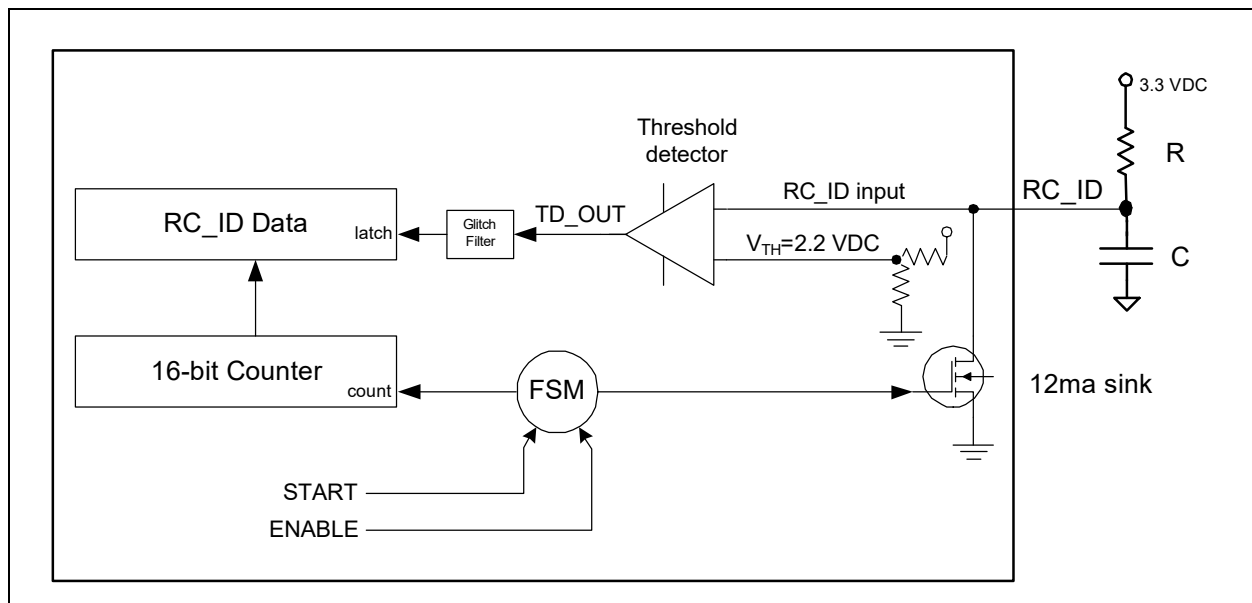 3.3 VDC
Threshold
detector
R
RC_ID input
RC_ID
RC_ID Data
latch
Glitch
Filter
TD_OUT
VTH=2.2 VDC
C
16-bit Counter
count
FSM
12ma sink
START
ENABLE